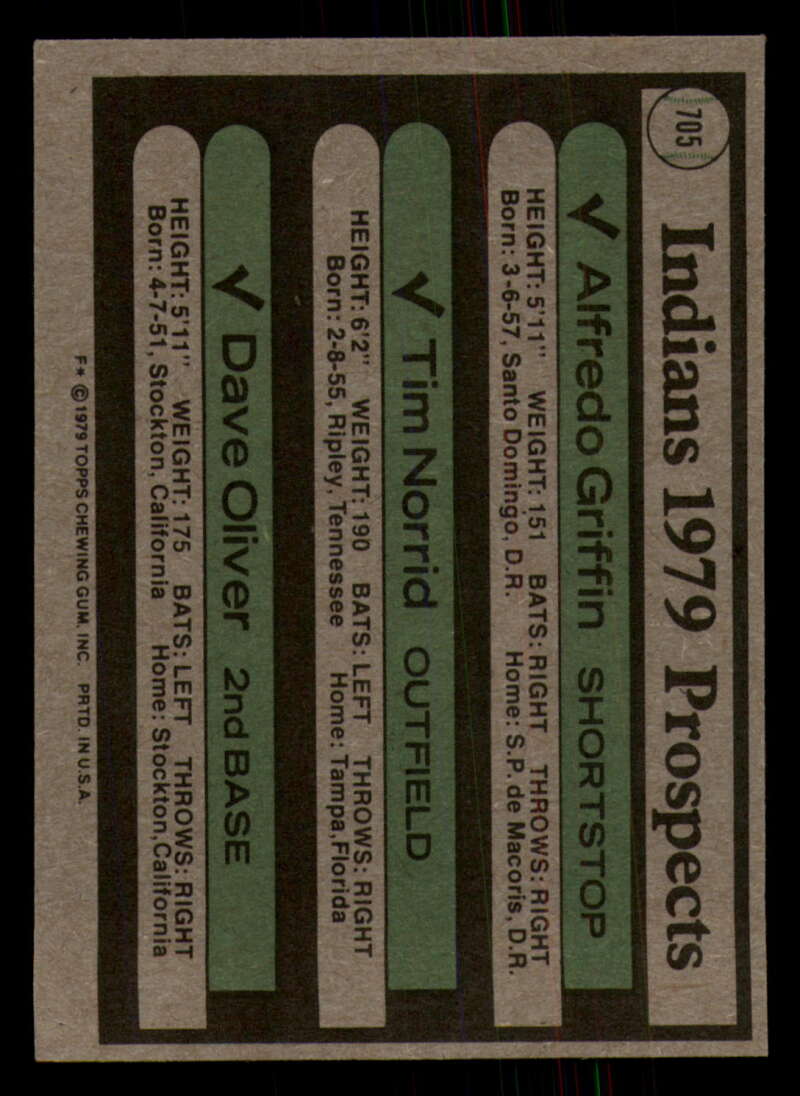 705
Indians 1979 Prospects
✓ Alfredo Griffin SHORTSTOP
HEIGHT: 5'11" WEIGHT: 151 BATS: RIGHT THROWS: RIGHT
Born: 3-6-57, Santo Domingo, D.R. Home: S.P. de Macoris, D.R.
✓ Tim Norrid OUTFIELD
HEIGHT: 6'2" WEIGHT: 190 BATS: LEFT THROWS: RIGHT
Born: 2-8-55, Ripley, Tennessee Home: Tampa, Florida
✓ Dave Oliver 2nd BASE
HEIGHT: 5'11" WEIGHT: 175 BATS: LEFT THROWS: RIGHT
Born: 4-7-51, Stockton, California Home: Stockton, California
F* © 1979 TOPPS CHEWING GUM, INC. PRTD. IN U.S.A.